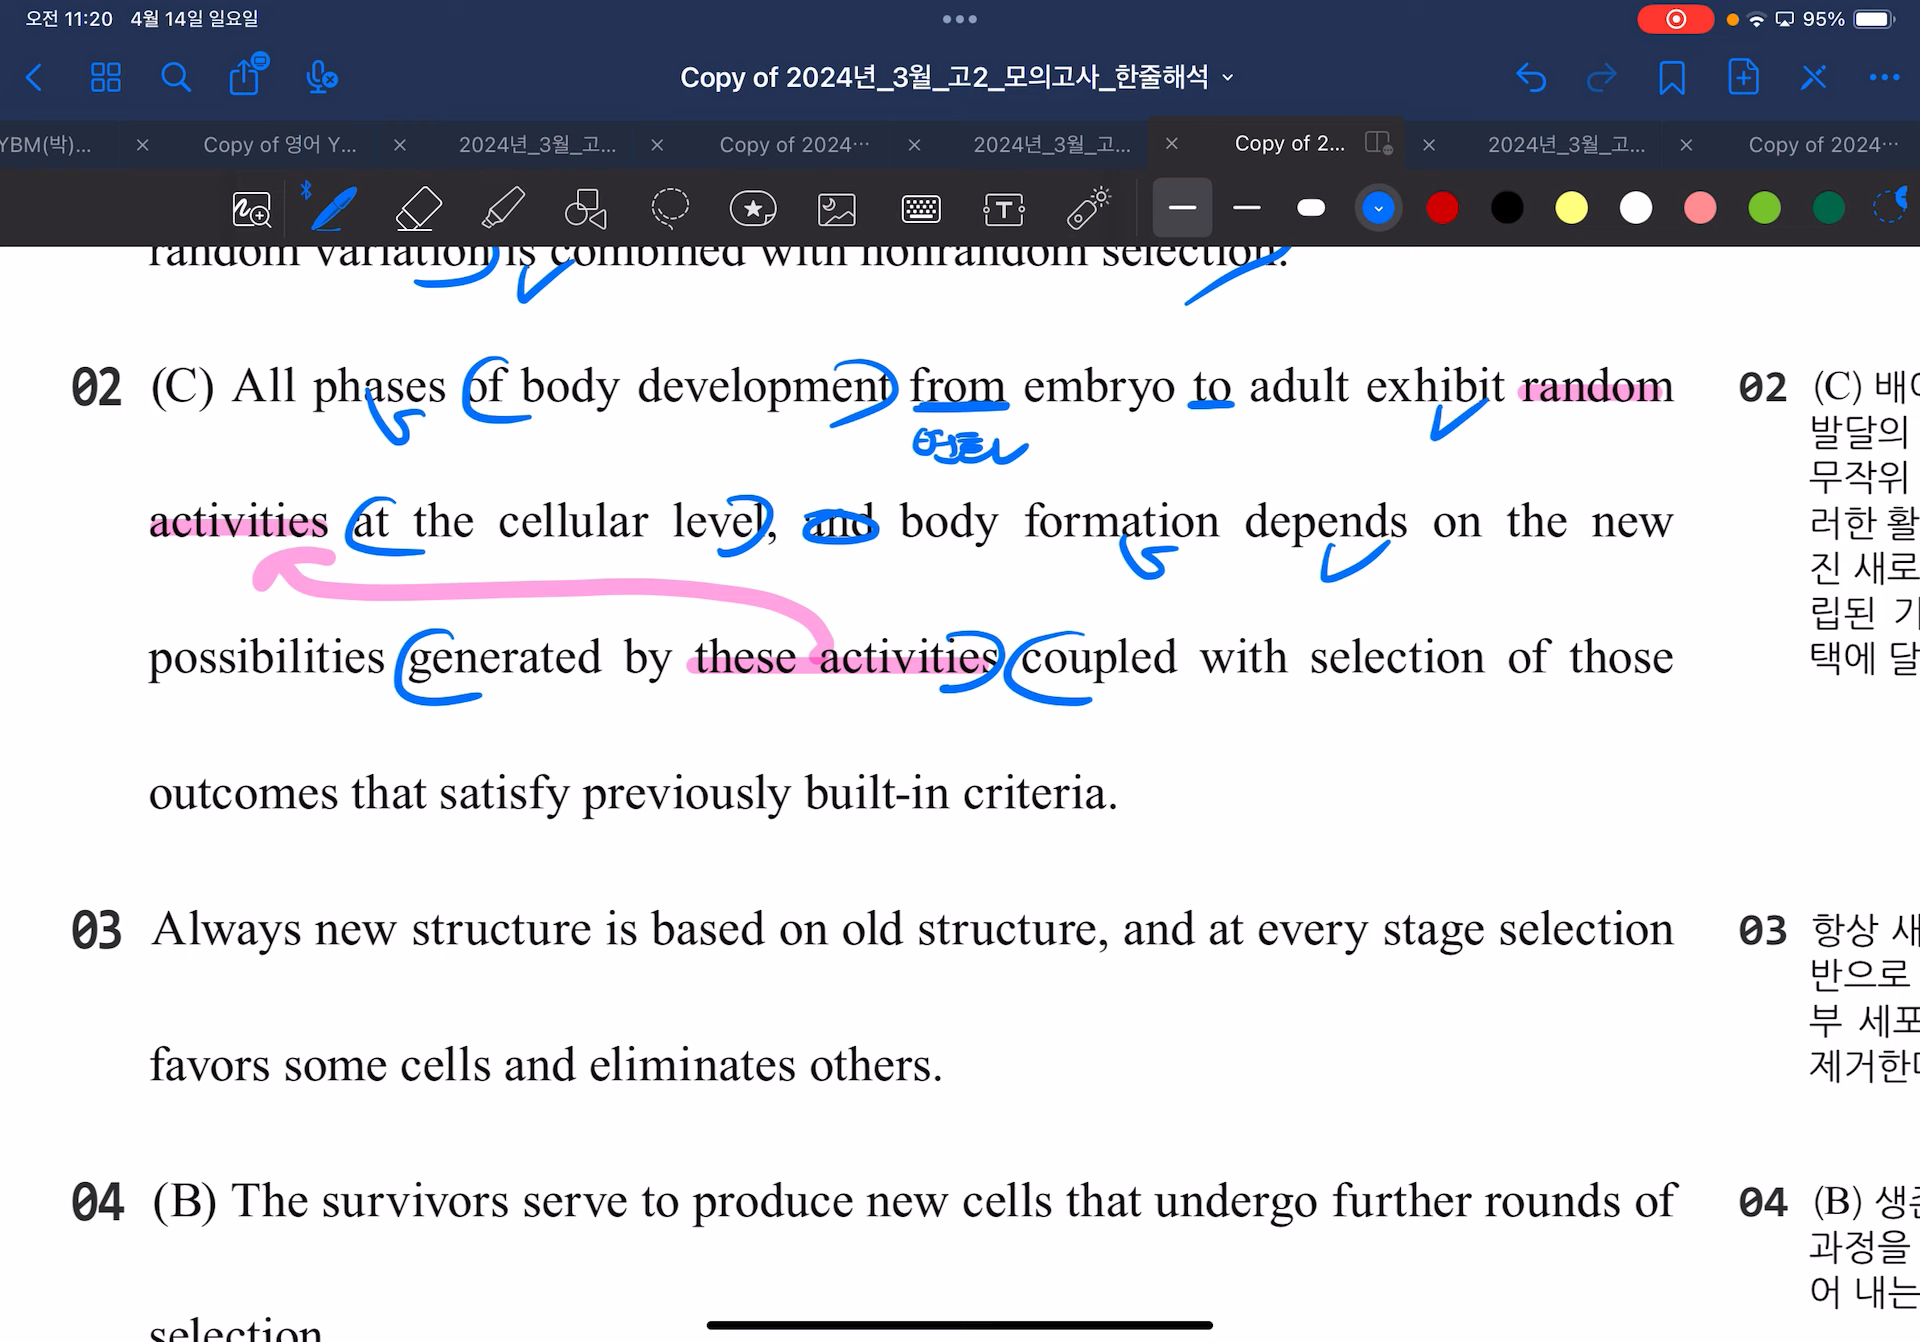 오전 11:20 4월 14일 일요일
95%
Copy of 2024년_3월_고2_모의고사_한줄해석
YBM(박)...
Copy of 영어 Y...
2024년_3월_고...
Copy of 2024...
2024년_3월_고...
Copy of 2...
2024년_3월_고...
Copy of 2024...
random variation is combined with nonrandom selection.
02 (C) All phases of body development from embryo to adult exhibit random
activities at the cellular level, and body formation depends on the new
possibilities generated by these activities coupled with selection of those
outcomes that satisfy previously built-in criteria.
03 Always new structure is based on old structure, and at every stage selection
favors some cells and eliminates others.
04 (B) The survivors serve to produce new cells that undergo further rounds of
selection.
02 (C) 배아
발달의
무작위
러한 활
진 새로
립된 기
택에 달
03 항상 새
반으로
부 세포
제거한다
04 (B) 생존
과정을
어 내는